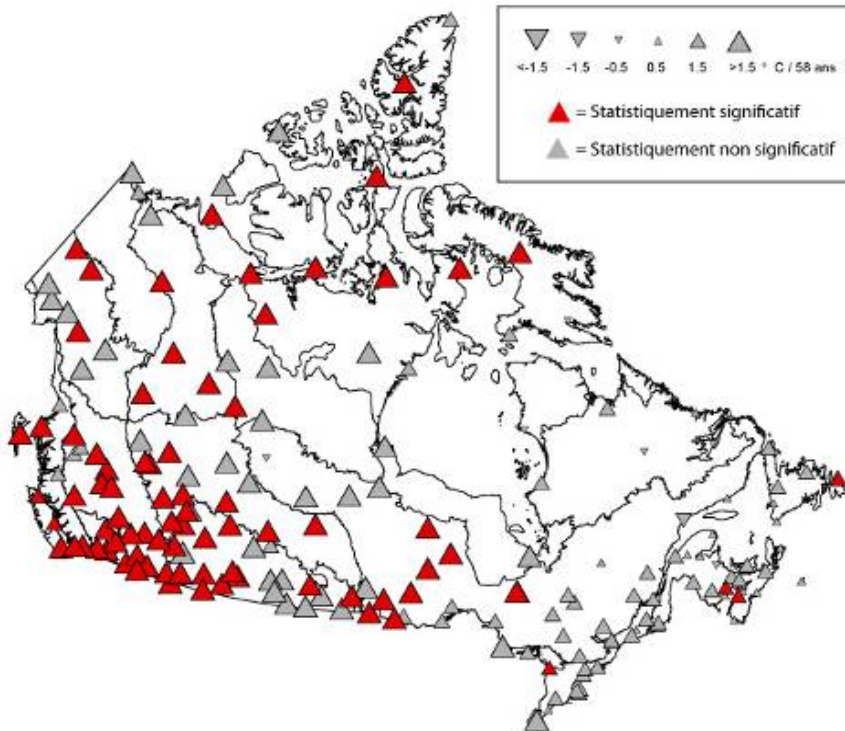 <-1.5 -1.5 -0.5 0.5 1.5 >1.5 ° C / 58 ans
= Statistiquement significatif
= Statistiquement non significatif